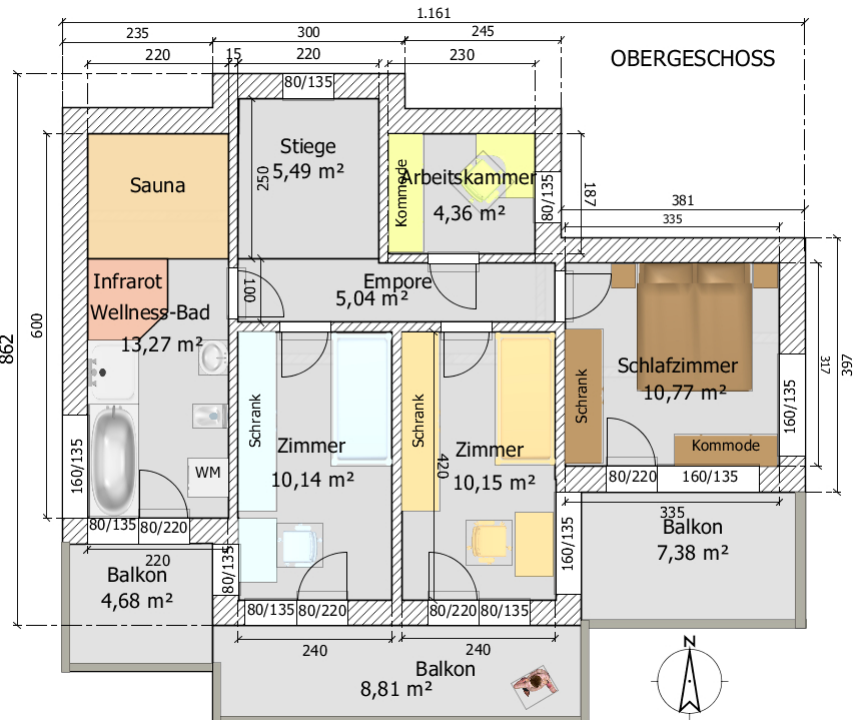 1.161
235
300
245
220
15
220
230
OBERGESCHOSS
80/135
Stiege
5,49 m²
250
Sauna
Kommode
Arbeitskammer
4,36 m²
80/135
187
381
335
Infrarot
Wellness-Bad
13,27 m²
100
Empore
5,04 m²
862
600
Schrank
Zimmer
10,14 m²
Schrank
Zimmer
10,15 m²
420
Schrank
Schlafzimmer
10,77 m²
Kommode
160/135
317
397
WM
160/135
80/135
80/220
220
80/135
80/135
80/220
240
80/220
80/135
240
160/135
80/220
160/135
335
Balkon
7,38 m²
Balkon
4,68 m²
Balkon
8,81 m²
N